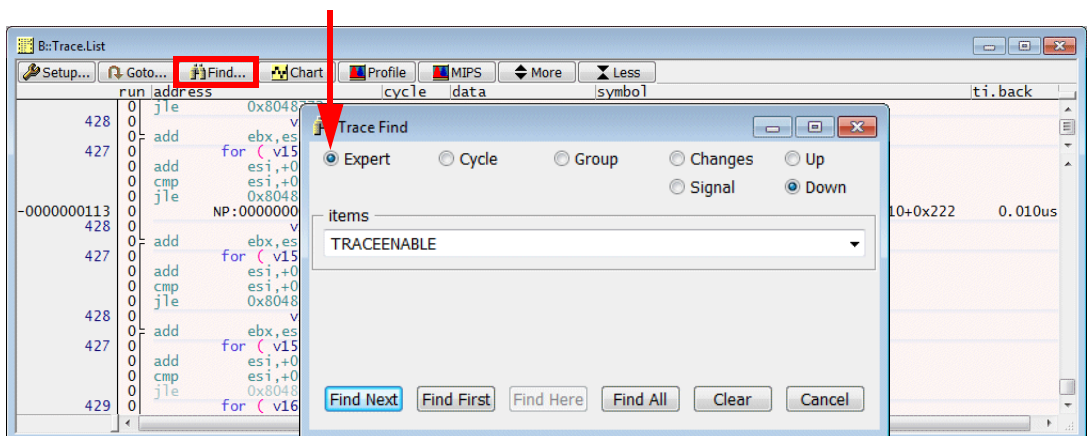 B::Trace.List
Setup... Goto... Find... Chart Profile MIPS More Less
run address cycle data symbol ti.back
0 jle 0x8048
428 0 v
0 add ebx,es
427 0 for ( v15
0 add esi,+0
0 cmp esi,+0
0 jle 0x8048
-0000000113 0 NP:0000000 10+0x222 0.010us
428 0 v
0 add ebx,es
427 0 for ( v15
0 add esi,+0
0 cmp esi,+0
0 jle 0x8048
428 0 v
0 add ebx,es
427 0 for ( v15
0 add esi,+0
0 cmp esi,+0
0 jle 0x8048
429 0 for ( v16
Trace Find
Expert Cycle Group Changes Up
Signal Down
items
TRACEENABLE
Find Next Find First Find Here Find All Clear Cancel